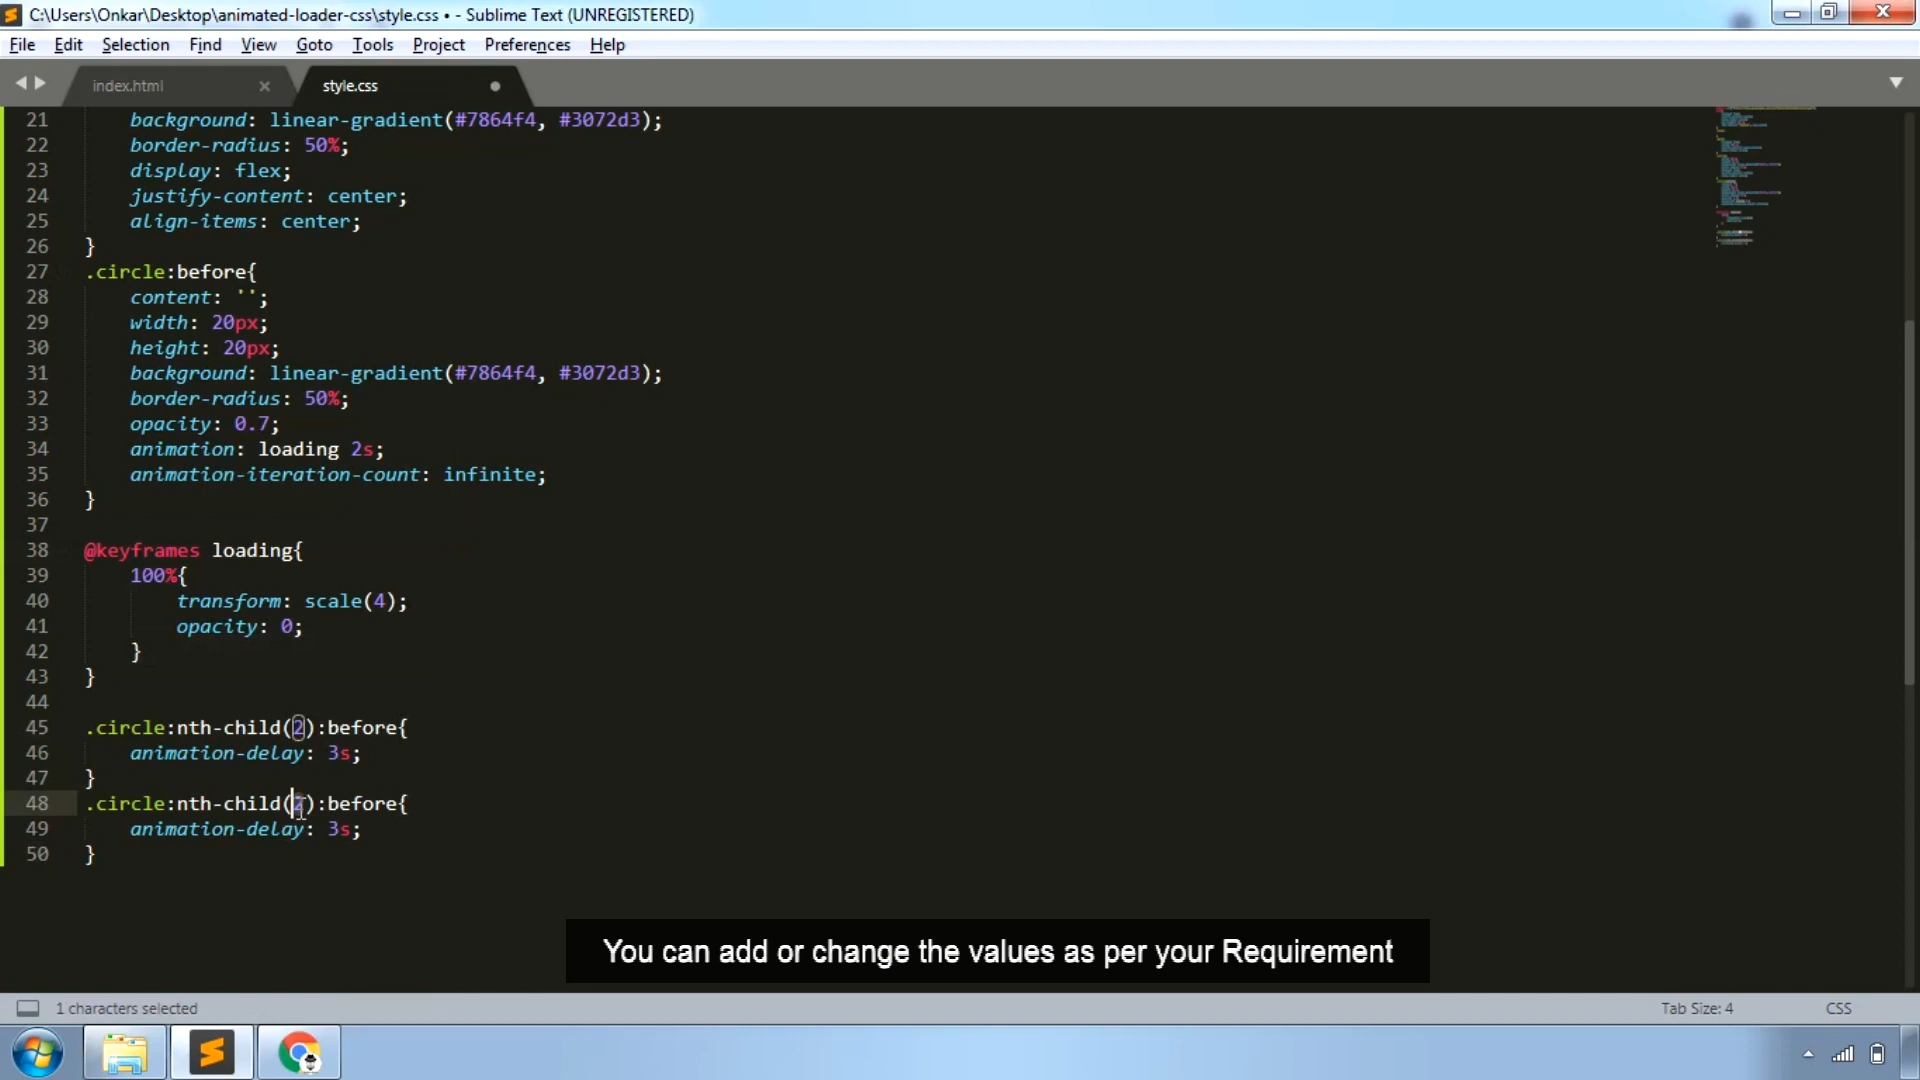 C:\Users\Onkar\Desktop\animated-loader-css\style.css • - Sublime Text (UNREGISTERED)
File Edit Selection Find View Goto Tools Project Preferences Help
index.html × style.css
21 background: linear-gradient(#7864f4, #3072d3);
22 border-radius: 50%;
23 display: flex;
24 justify-content: center;
25 align-items: center;
26 }
27 .circle:before{
28 content: '';
29 width: 20px;
30 height: 20px;
31 background: linear-gradient(#7864f4, #3072d3);
32 border-radius: 50%;
33 opacity: 0.7;
34 animation: loading 2s;
35 animation-iteration-count: infinite;
36 }
37
38 @keyframes loading{
39 100%{
40 transform: scale(4);
41 opacity: 0;
42 }
43 }
44
45 .circle:nth-child(2):before{
46 animation-delay: 3s;
47 }
48 .circle:nth-child(2):before{
49 animation-delay: 3s;
50 }
You can add or change the values as per your Requirement
1 characters selected Tab Size: 4 CSS